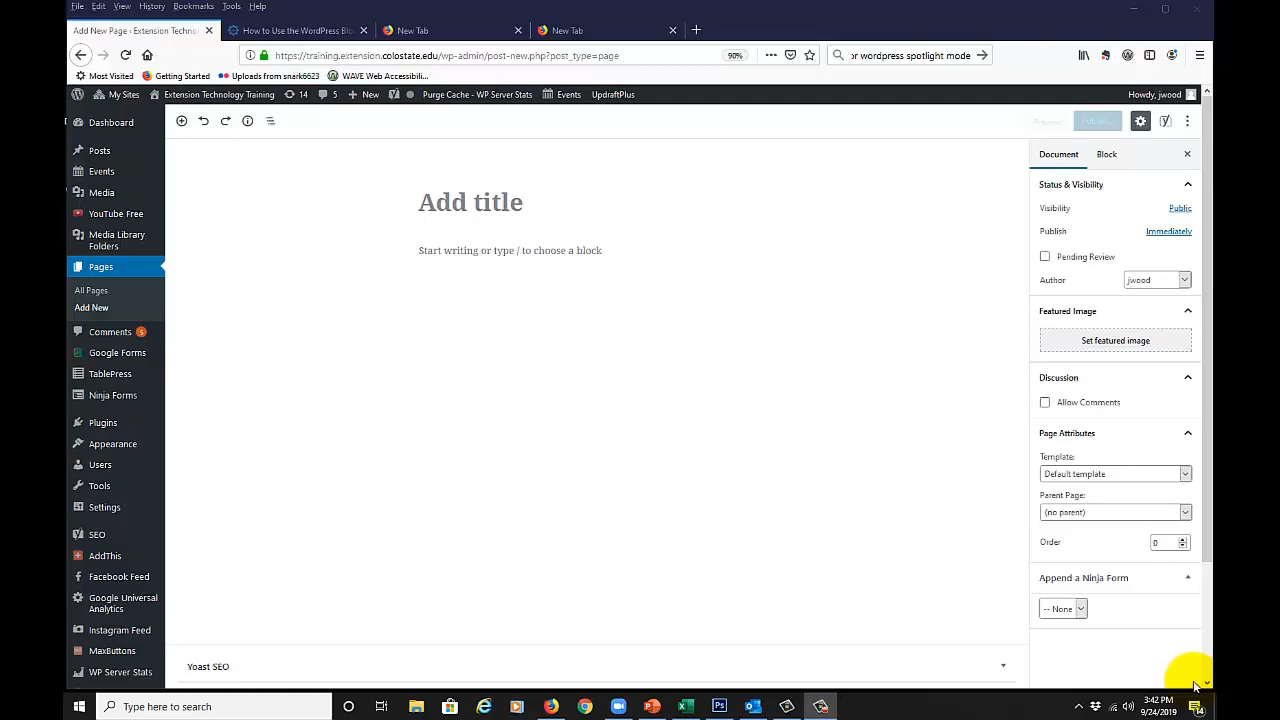 File Edit View History Bookmarks Tools Help
Add New Page ‹ Extension Technol
How to Use the WordPress Blo
New Tab
New Tab
https://training.extension.colostate.edu/wp-admin/post-new.php?post_type=page
90%
or wordpress spotlight mode
Most Visited Getting Started Uploads from snark6623 WAVE Web Accessibili...
My Sites Extension Technology Training 14 5 New Purge Cache - WP Server Stats Events UpdraftPlus Howdy, jwood
Dashboard
Posts
Events
Media
YouTube Free
Media Library
Folders
Pages
All Pages
Add New
Comments 5
Google Forms
TablePress
Ninja Forms
Plugins
Appearance
Users
Tools
Settings
SEO
AddThis
Facebook Feed
Google Universal
Analytics
Instagram Feed
MaxButtons
WP Server Stats
Preview Publish...
Add title
Start writing or type / to choose a block
Yoast SEO
Document Block
Status & Visibility
Visibility Public
Publish Immediately
Pending Review
Author jwood
Featured Image
Set featured image
Discussion
Allow Comments
Page Attributes
Template:
Default template
Parent Page:
(no parent)
Order 0
Append a Ninja Form
-- None
Type here to search
3:42 PM
9/24/2019
14